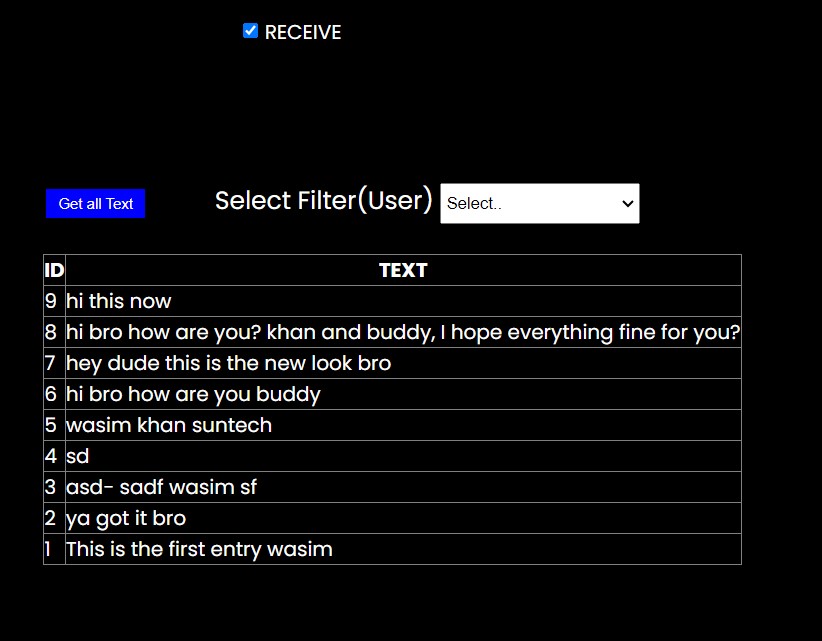 RECEIVE
Get all Text Select Filter(User) Select..
ID TEXT
9 hi this now
8 hi bro how are you? khan and buddy, I hope everything fine for you?
7 hey dude this is the new look bro
6 hi bro how are you buddy
5 wasim khan suntech
4 sd
3 asd- sadf wasim sf
2 ya got it bro
1 This is the first entry wasim